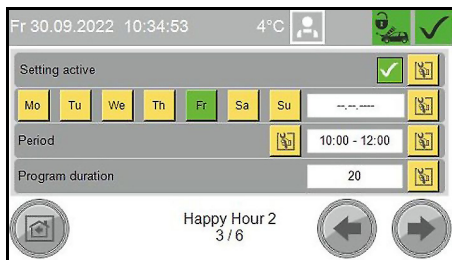 Fr 30.09.2022 10:34:53 4°C
Setting active
Mo Tu We Th Fr Sa Su --.--.----
Period 10:00 - 12:00
Program duration 20
Happy Hour 2
3 / 6